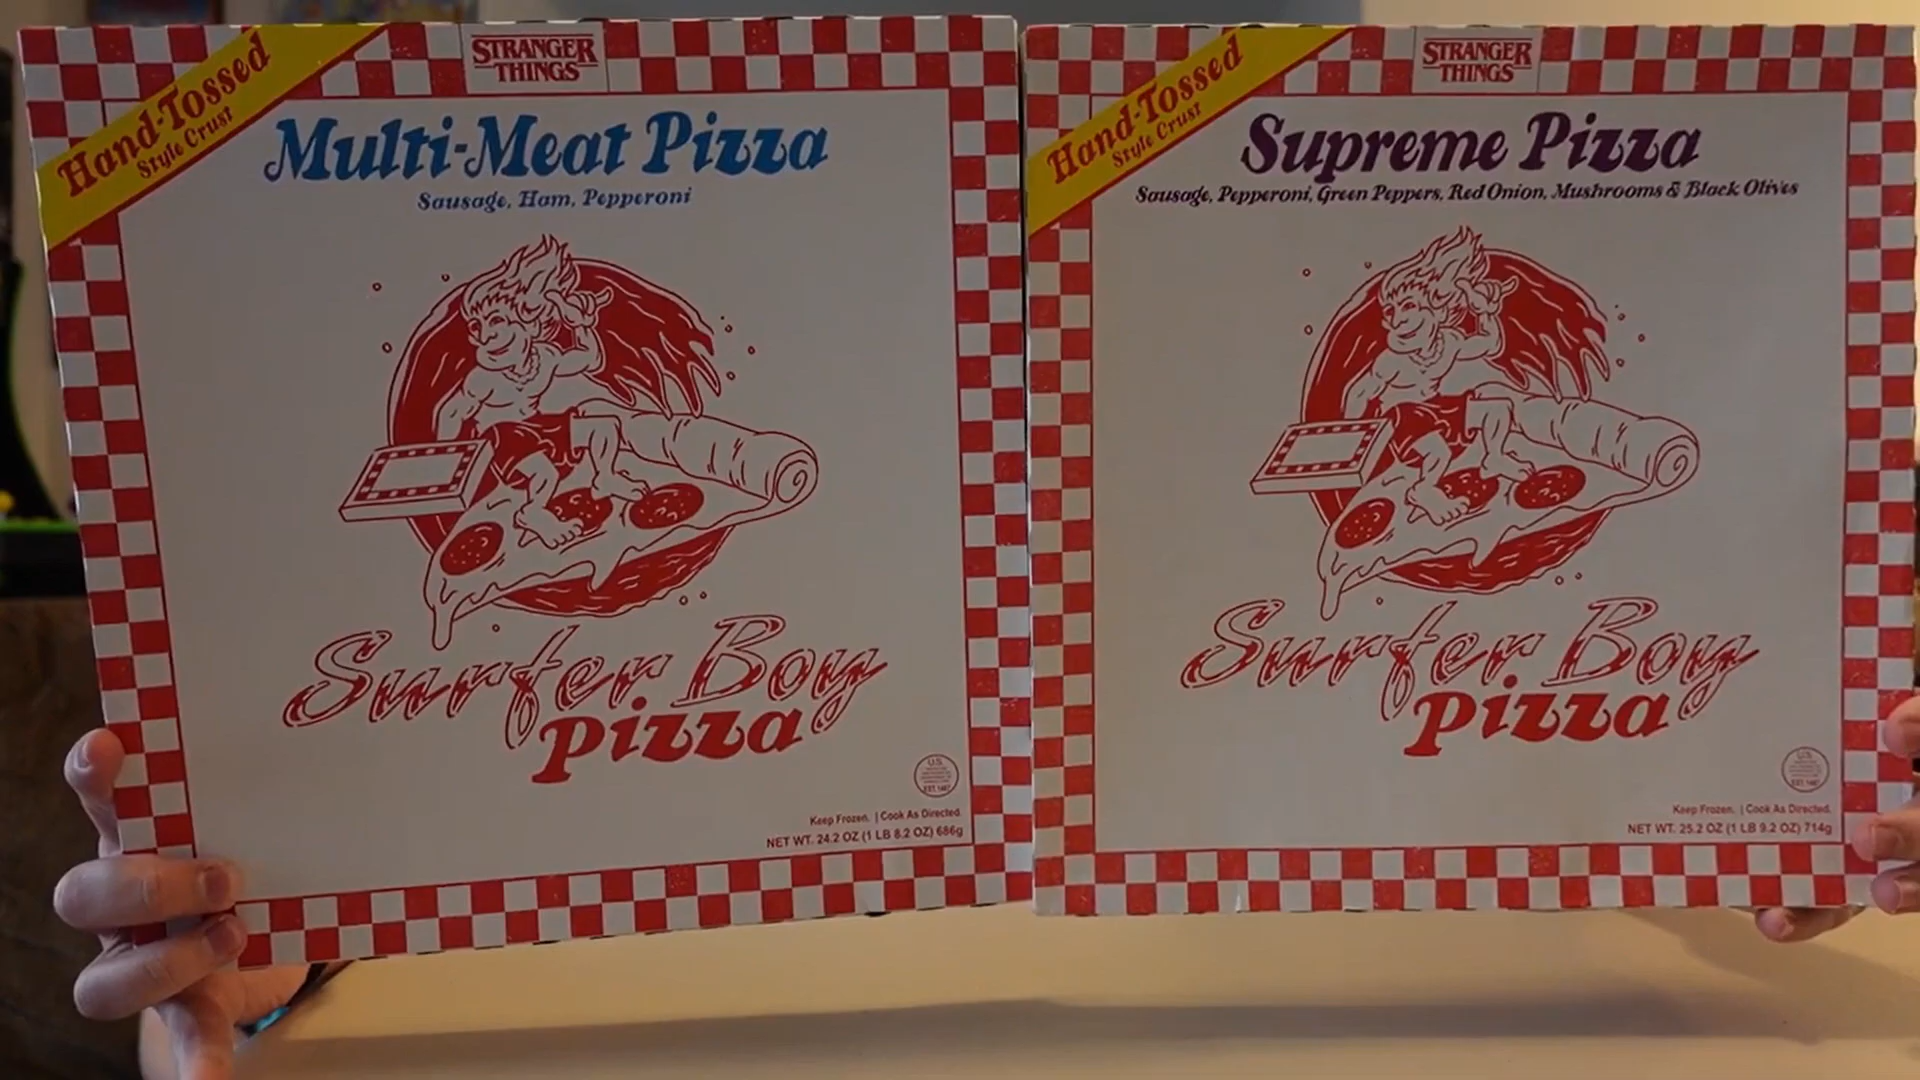 Hand-Tossed
Style Crust
STRANGER
THINGS
Multi-Meat Pizza
Sausage, Ham, Pepperoni
Surfer Boy
Pizza
U.S.
Keep Frozen. | Cook As Directed.
NET WT. 24.2 OZ (1 LB 8.2 OZ) 686g
Hand-Tossed
Style Crust
STRANGER
THINGS
Supreme Pizza
Sausage, Pepperoni, Green Peppers, Red Onion, Mushrooms & Black Olives
Surfer Boy
Pizza
U.S.
Keep Frozen. | Cook As Directed.
NET WT. 25.2 OZ (1 LB 9.2 OZ) 714g